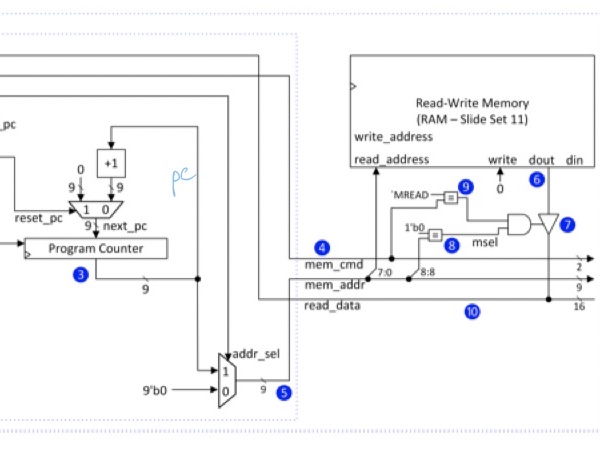 Read-Write Memory
(RAM – Slide Set 11)
write_address
read_address write dout din
_pc
0
+1
pc
9 9
1 0
reset_pc
9 next_pc
Program Counter
3
9
6
0
'MREAD
=
9
1'b0
=
8
msel
7
4
mem_cmd
7:0
8:8
2
mem_addr
9
read_data
10
16
addr_sel
1
9'b0
0
9
5